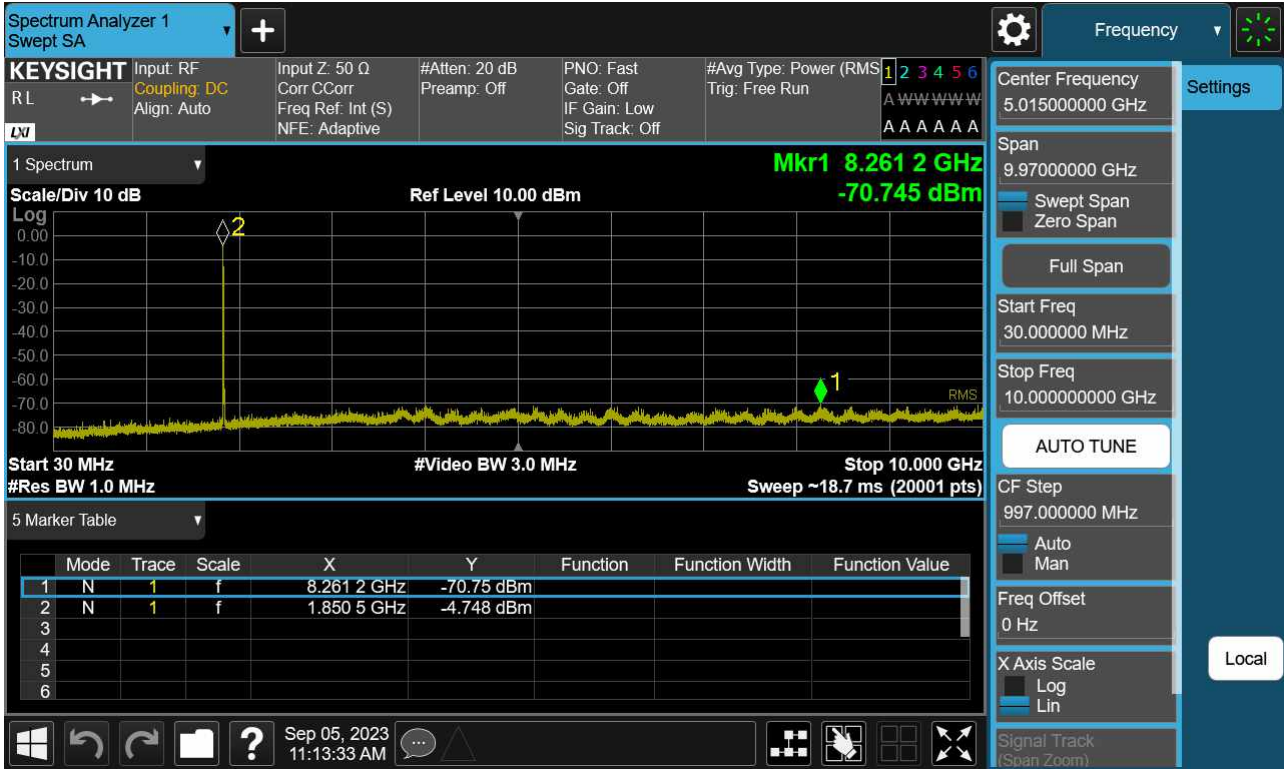 Spectrum Analyzer 1
Swept SA
Frequency
KEYSIGHT
R L
LXI
Input: RF
Coupling: DC
Align: Auto
Input Z: 50 Ω
Corr CCorr
Freq Ref: Int (S)
NFE: Adaptive
#Atten: 20 dB
Preamp: Off
PNO: Fast
Gate: Off
IF Gain: Low
Sig Track: Off
#Avg Type: Power (RMS
Trig: Free Run
1 2 3 4 5 6
A W W W W W
A A A A A A
1 Spectrum
Mkr1 8.261 2 GHz
-70.745 dBm
Scale/Div 10 dB
Ref Level 10.00 dBm
Log
0.00
-10.0
-20.0
-30.0
-40.0
-50.0
-60.0
-70.0
-80.0
2
1
RMS
Start 30 MHz
#Video BW 3.0 MHz
Stop 10.000 GHz
#Res BW 1.0 MHz
Sweep ~18.7 ms (20001 pts)
5 Marker Table
Mode Trace Scale X Y Function Function Width Function Value
1 N 1 f 8.261 2 GHz -70.75 dBm
2 N 1 f 1.850 5 GHz -4.748 dBm
3
4
5
6
Sep 05, 2023
11:13:33 AM
Center Frequency
5.015000000 GHz
Span
9.97000000 GHz
Swept Span
Zero Span
Full Span
Start Freq
30.000000 MHz
Stop Freq
10.000000000 GHz
AUTO TUNE
CF Step
997.000000 MHz
Auto
Man
Freq Offset
0 Hz
X Axis Scale
Log
Lin
Signal Track
(Span Zoom)
Settings
Local